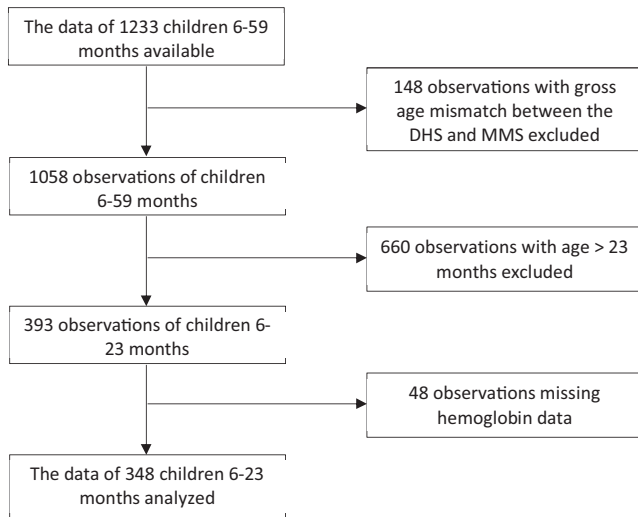 The data of 1233 children 6-59
months available
148 observations with gross
age mismatch between the
DHS and MMS excluded
1058 observations of children
6-59 months
660 observations with age > 23
months excluded
393 observations of children 6-
23 months
48 observations missing
hemoglobin data
The data of 348 children 6-23
months analyzed